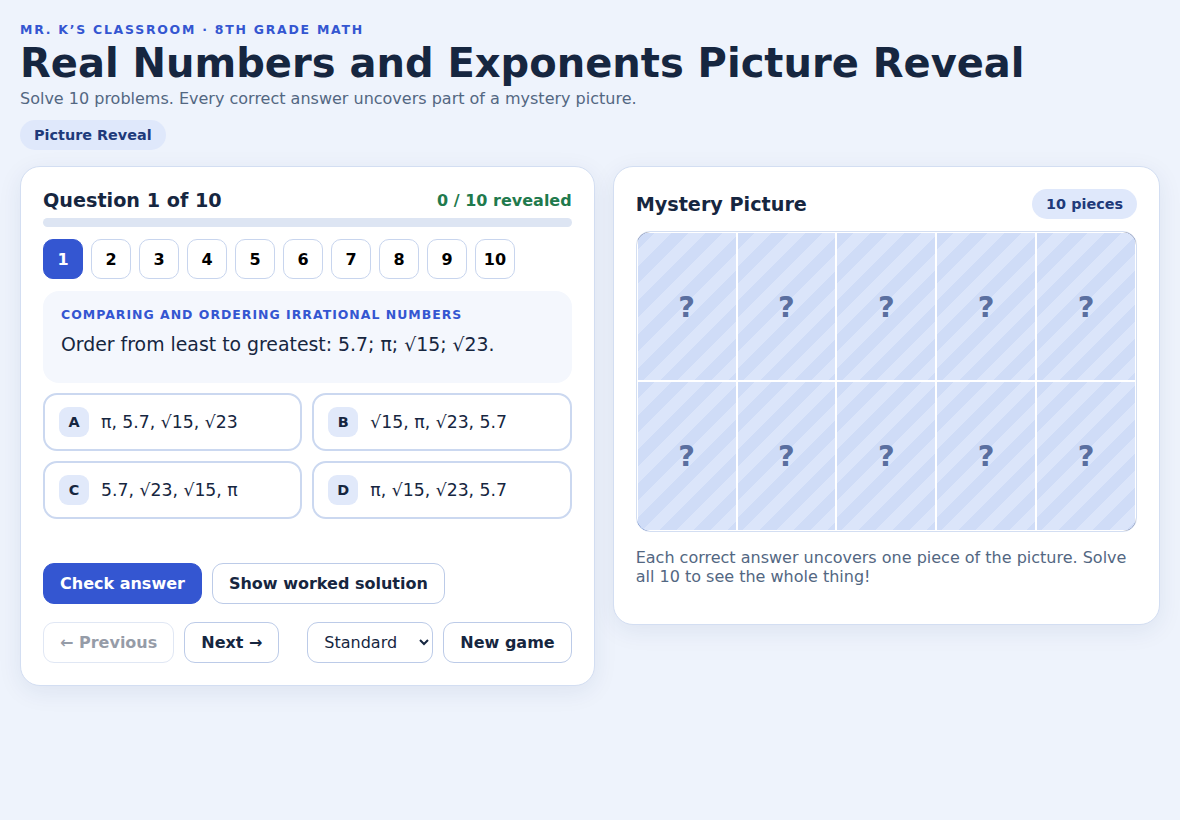 MR. K’S CLASSROOM · 8TH GRADE MATH
Real Numbers and Exponents Picture Reveal
Solve 10 problems. Every correct answer uncovers part of a mystery picture.
Picture Reveal
Question 1 of 10
0 / 10 revealed
1 2 3 4 5 6 7 8 9 10
COMPARING AND ORDERING IRRATIONAL NUMBERS
Order from least to greatest: 5.7; π; √15; √23.
A π, 5.7, √15, √23
B √15, π, √23, 5.7
C 5.7, √23, √15, π
D π, √15, √23, 5.7
Check answer
Show worked solution
← Previous
Next →
Standard
New game
Mystery Picture
10 pieces
? ? ? ? ?
? ? ? ? ?
Each correct answer uncovers one piece of the picture. Solve
all 10 to see the whole thing!